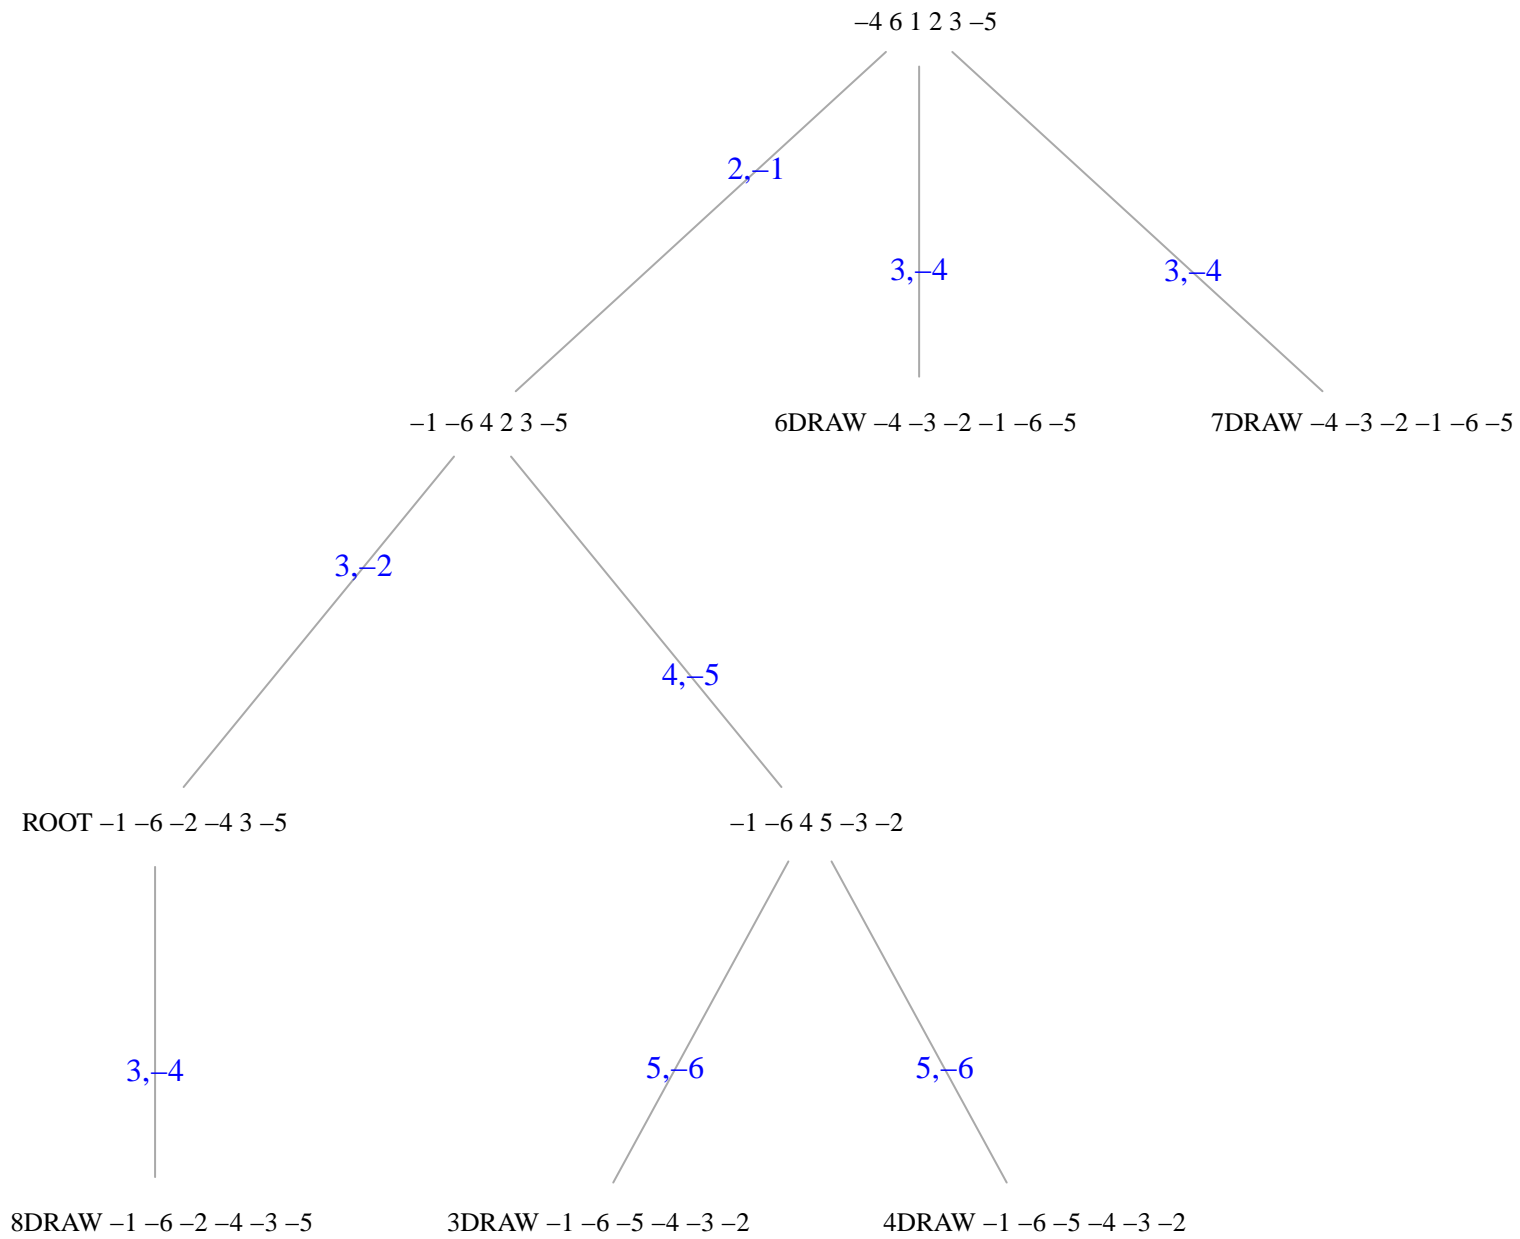 –4 6 1 2 3 –5
2,–1
3,–4
3,–4
–1 –6 4 2 3 –5
6DRAW –4 –3 –2 –1 –6 –5
7DRAW –4 –3 –2 –1 –6 –5
3,–2
4,–5
ROOT –1 –6 –2 –4 3 –5
–1 –6 4 5 –3 –2
3,–4
5,–6
5,–6
8DRAW –1 –6 –2 –4 –3 –5
3DRAW –1 –6 –5 –4 –3 –2
4DRAW –1 –6 –5 –4 –3 –2